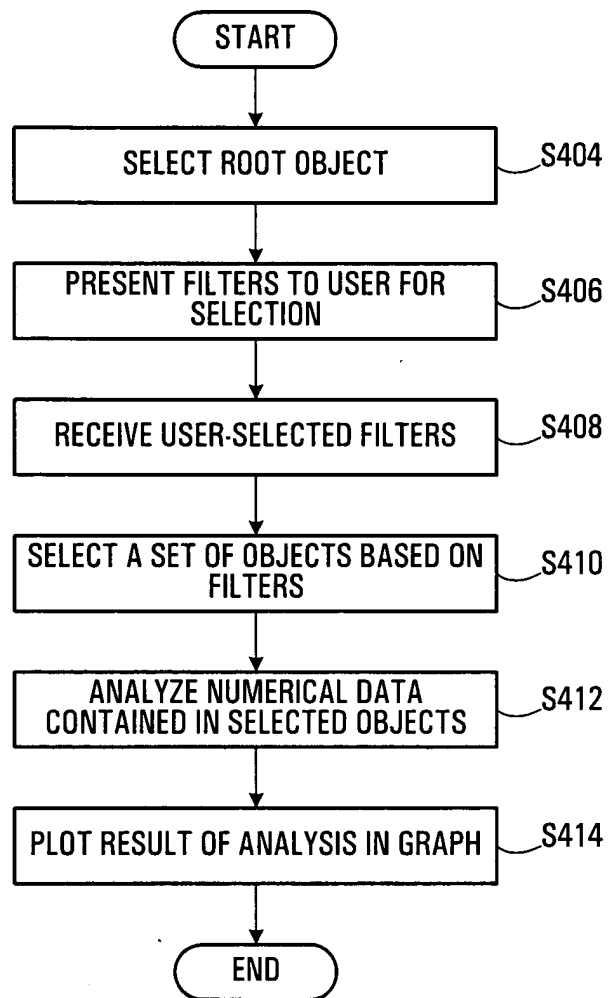 START
SELECT ROOT OBJECT
S404
PRESENT FILTERS TO USER FOR
SELECTION
S406
RECEIVE USER-SELECTED FILTERS
S408
SELECT A SET OF OBJECTS BASED ON
FILTERS
S410
ANALYZE NUMERICAL DATA
CONTAINED IN SELECTED OBJECTS
S412
PLOT RESULT OF ANALYSIS IN GRAPH
S414
END